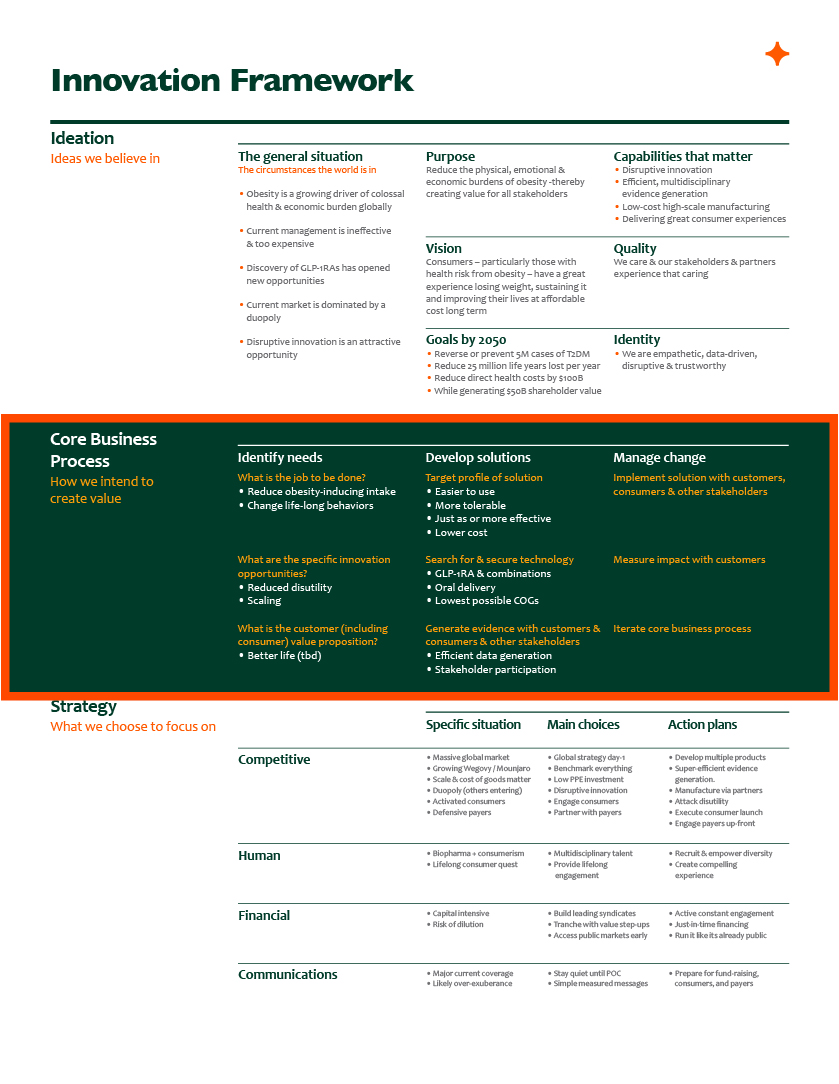 Innovation Framework
Ideation
Ideas we believe in
The general situation
The circumstances the world is in
• Obesity is a growing driver of colossal
health & economic burden globally
• Current management is ineffective
& too expensive
• Discovery of GLP-1RAs has opened
new opportunities
• Current market is dominated by a
duopoly
• Disruptive innovation is an attractive
opportunity
Purpose
Reduce the physical, emotional &
economic burdens of obesity -thereby
creating value for all stakeholders
Vision
Consumers – particularly those with
health risk from obesity – have a great
experience losing weight, sustaining it
and improving their lives at affordable
cost long term
Goals by 2050
• Reverse or prevent 5M cases of T2DM
• Reduce 25 million life years lost per year
• Reduce direct health costs by $100B
• While generating $50B shareholder value
Capabilities that matter
• Disruptive innovation
• Efficient, multidisciplinary
evidence generation
• Low-cost high-scale manufacturing
• Delivering great consumer experiences
Quality
We care & our stakeholders & partners
experience that caring
Identity
• We are empathetic, data-driven,
disruptive & trustworthy
Core Business
Process
How we intend to
create value
Identify needs
What is the job to be done?
• Reduce obesity-inducing intake
• Change life-long behaviors
What are the specific innovation
opportunities?
• Reduced disutility
• Scaling
What is the customer (including
consumer) value proposition?
• Better life (tbd)
Develop solutions
Target profile of solution
• Easier to use
• More tolerable
• Just as or more effective
• Lower cost
Search for & secure technology
• GLP-1RA & combinations
• Oral delivery
• Lowest possible COGs
Generate evidence with customers &
consumers & other stakeholders
• Efficient data generation
• Stakeholder participation
Manage change
Implement solution with customers,
consumers & other stakeholders
Measure impact with customers
Iterate core business process
Strategy
What we choose to focus on
Specific situation
Main choices
Action plans
Competitive
• Massive global market
• Growing Wegovy / Mounjaro
• Scale & cost of goods matter
• Duopoly (others entering)
• Activated consumers
• Defensive payers
• Global strategy day-1
• Benchmark everything
• Low PPE investment
• Disruptive innovation
• Engage consumers
• Partner with payers
• Develop multiple products
• Super-efficient evidence
generation.
• Manufacture via partners
• Attack disutility
• Execute consumer launch
• Engage payers up-front
Human
• Biopharma + consumerism
• Lifelong consumer quest
• Multidisciplinary talent
• Provide lifelong
engagement
• Recruit & empower diversity
• Create compelling
experience
Financial
• Capital intensive
• Risk of dilution
• Build leading syndicates
• Tranche with value step-ups
• Access public markets early
• Active constant engagement
• Just-in-time financing
• Run it like its already public
Communications
• Major current coverage
• Likely over-exuberance
• Stay quiet until POC
• Simple measured messages
• Prepare for fund-raising,
consumers, and payers